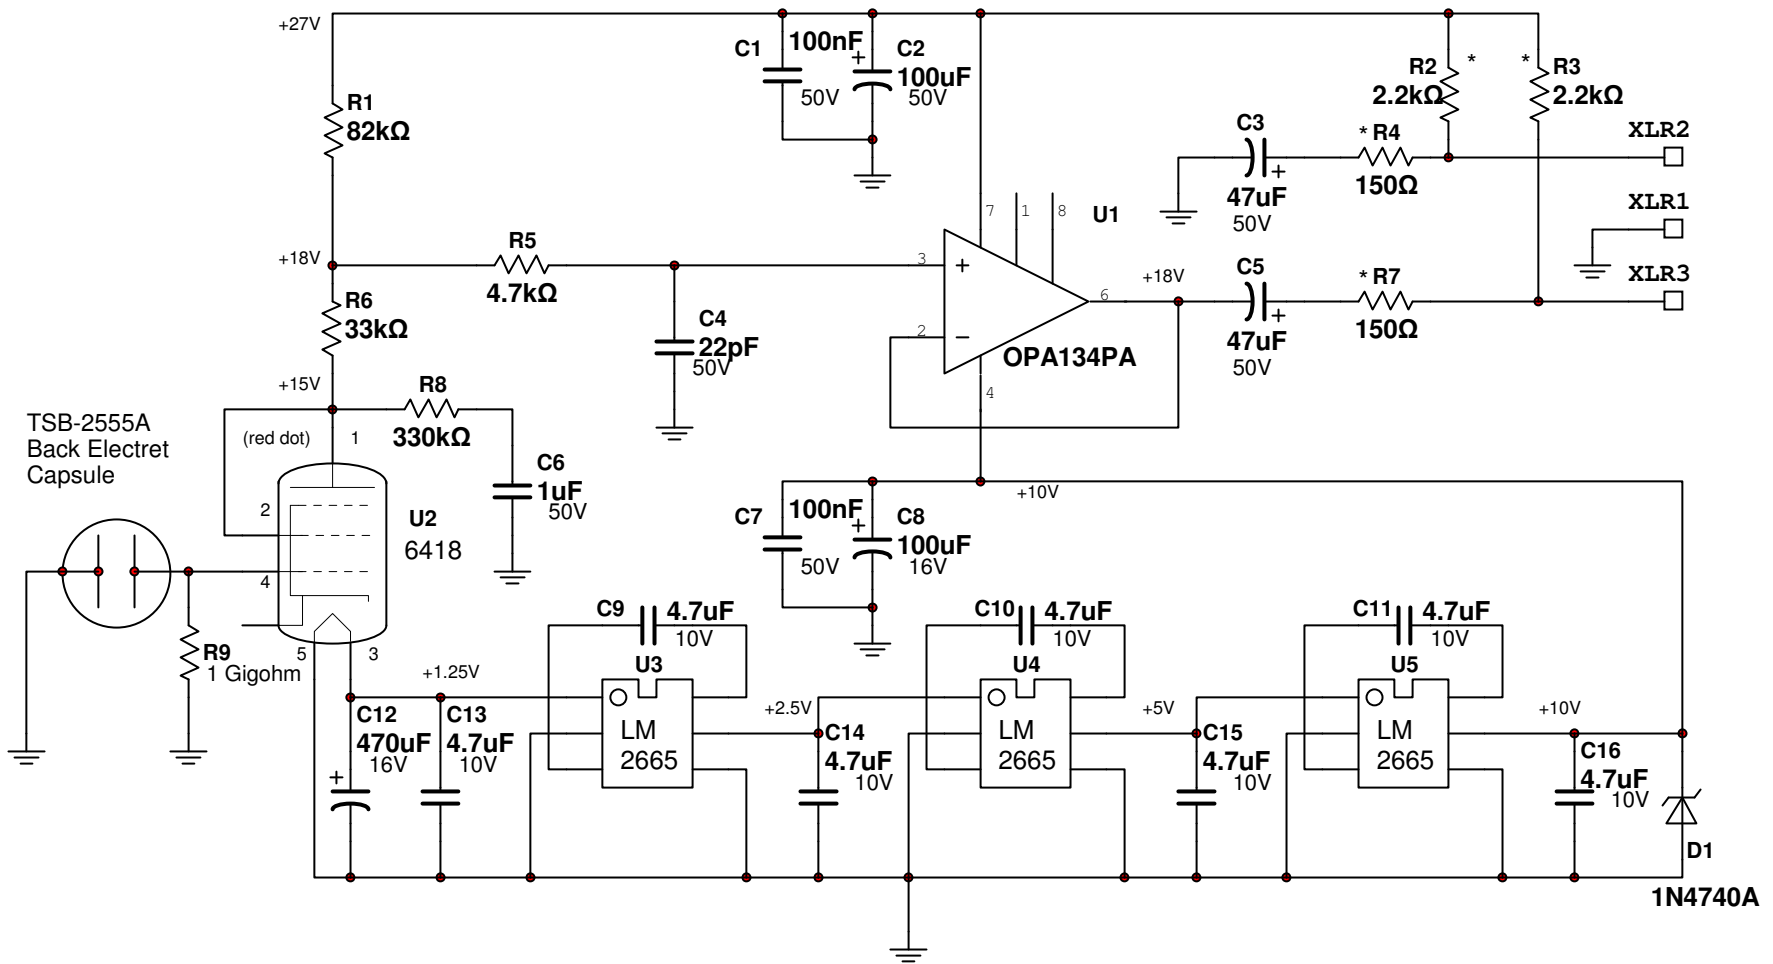 +27V
C1
100nF
50V
+
C2
100uF
50V
R2
*
2.2kΩ
*
R3
2.2kΩ
R1
82kΩ
C3
47uF
50V
+
* R4
150Ω
XLR2
XLR1
XLR3
+18V
R5
4.7kΩ
C4
22pF
50V
7
1
8
U1
3
+
2
−
6
4
OPA134PA
+18V
C5
47uF
50V
+
* R7
150Ω
R6
33kΩ
+15V
R8
330kΩ
(red dot)
1
TSB-2555A
Back Electret
Capsule
2
4
5
3
U2
6418
C6
1uF
50V
R9
1 Gigohm
+10V
C7
100nF
50V
+
C8
100uF
16V
C9
4.7uF
10V
U3
LM
2665
C10
4.7uF
10V
U4
LM
2665
C11
4.7uF
10V
U5
LM
2665
+1.25V
+2.5V
+5V
+10V
C12
470uF
16V
+
C13
4.7uF
10V
C14
4.7uF
10V
C15
4.7uF
10V
C16
4.7uF
10V
D1
1N4740A